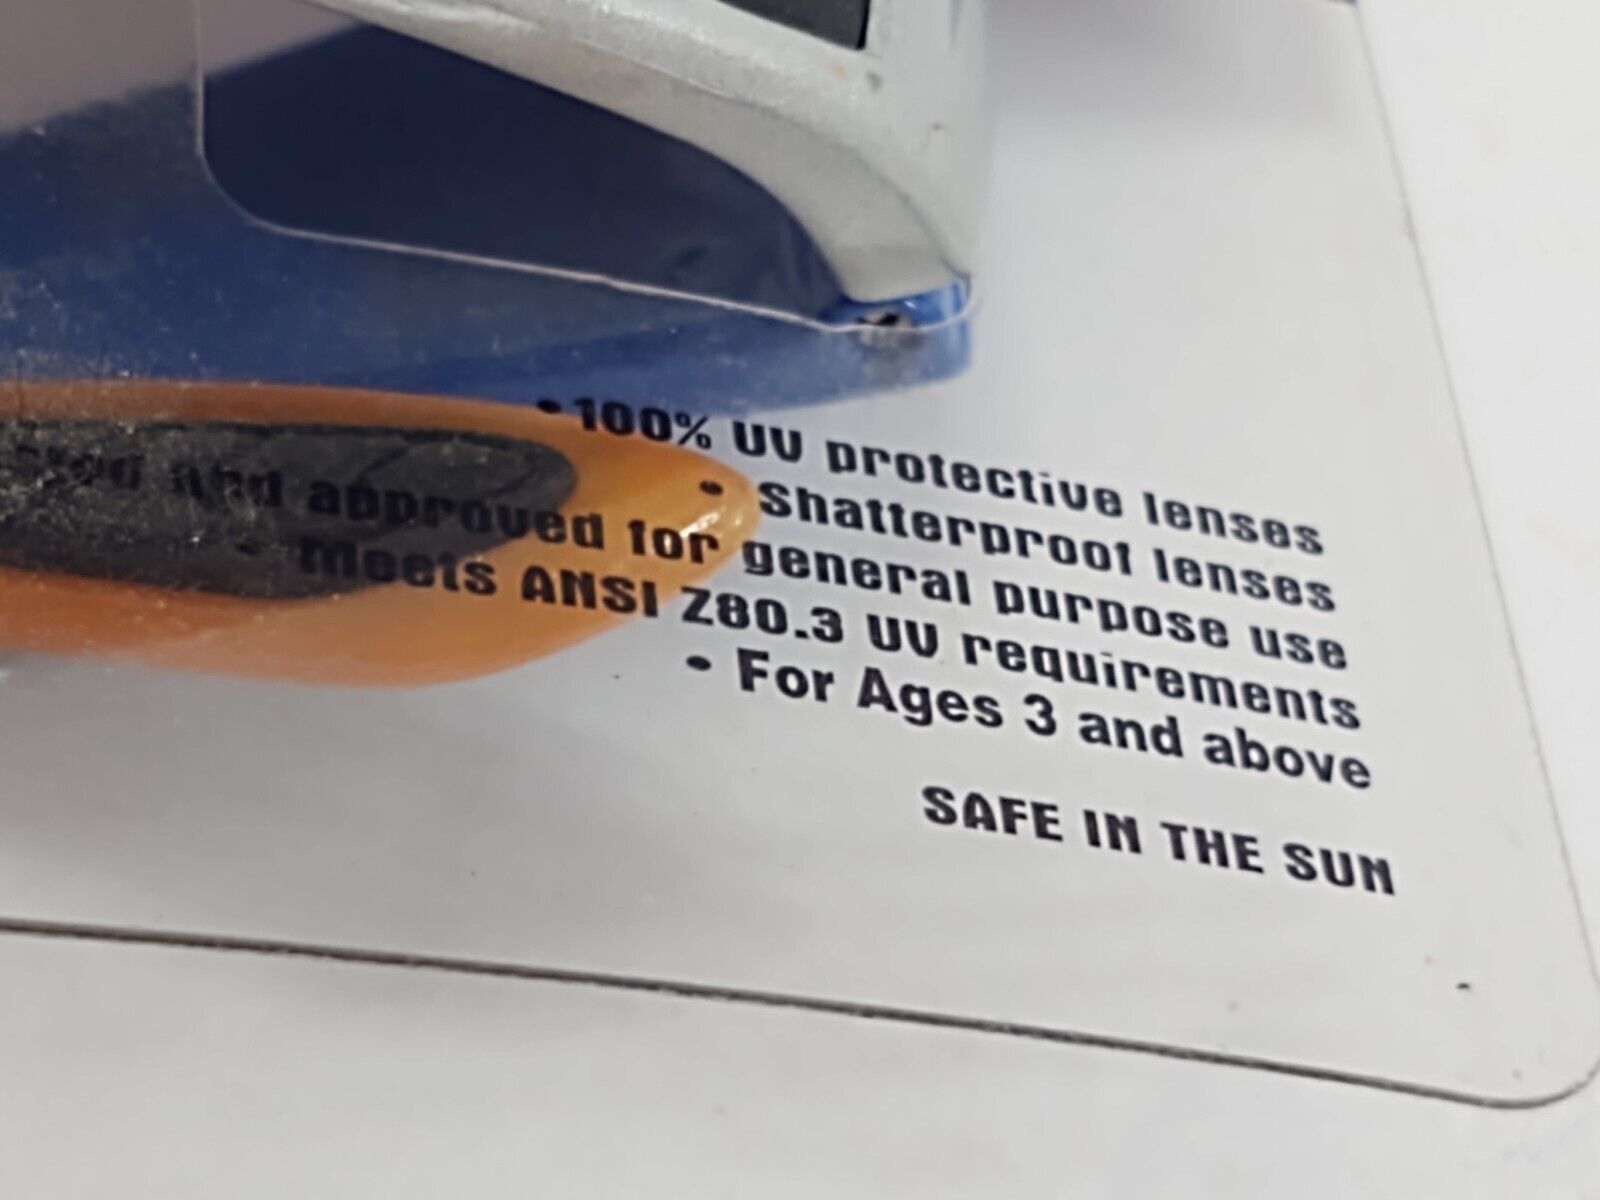 •100% UV protective lenses
• Shatterproof lenses
and approved for general purpose use
• Meets ANSI Z80.3 UV requirements
• For Ages 3 and above
SAFE IN THE SUN